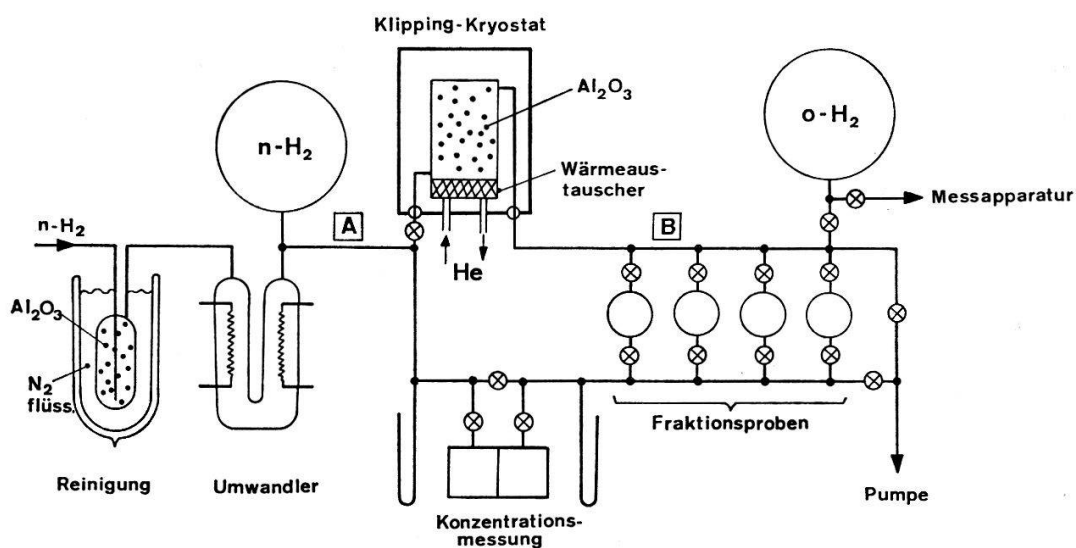 Klipping-Kryostat
Al₂O₃
n-H₂
o-H₂
Wärmeaus-
tauscher
Messapparatur
A
B
n-H₂
He
Al₂O₃
N₂
flüss.
Fraktionsproben
Reinigung
Umwandler
Konzentrations-
messung
Pumpe